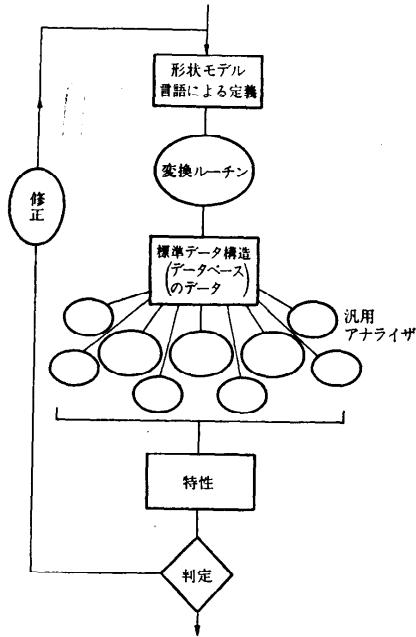 形状モデル
言語による定義
変換ルーチン
修
正
標準データ構造
(データベース
のデータ)
汎用
アナライザ
特性
判定